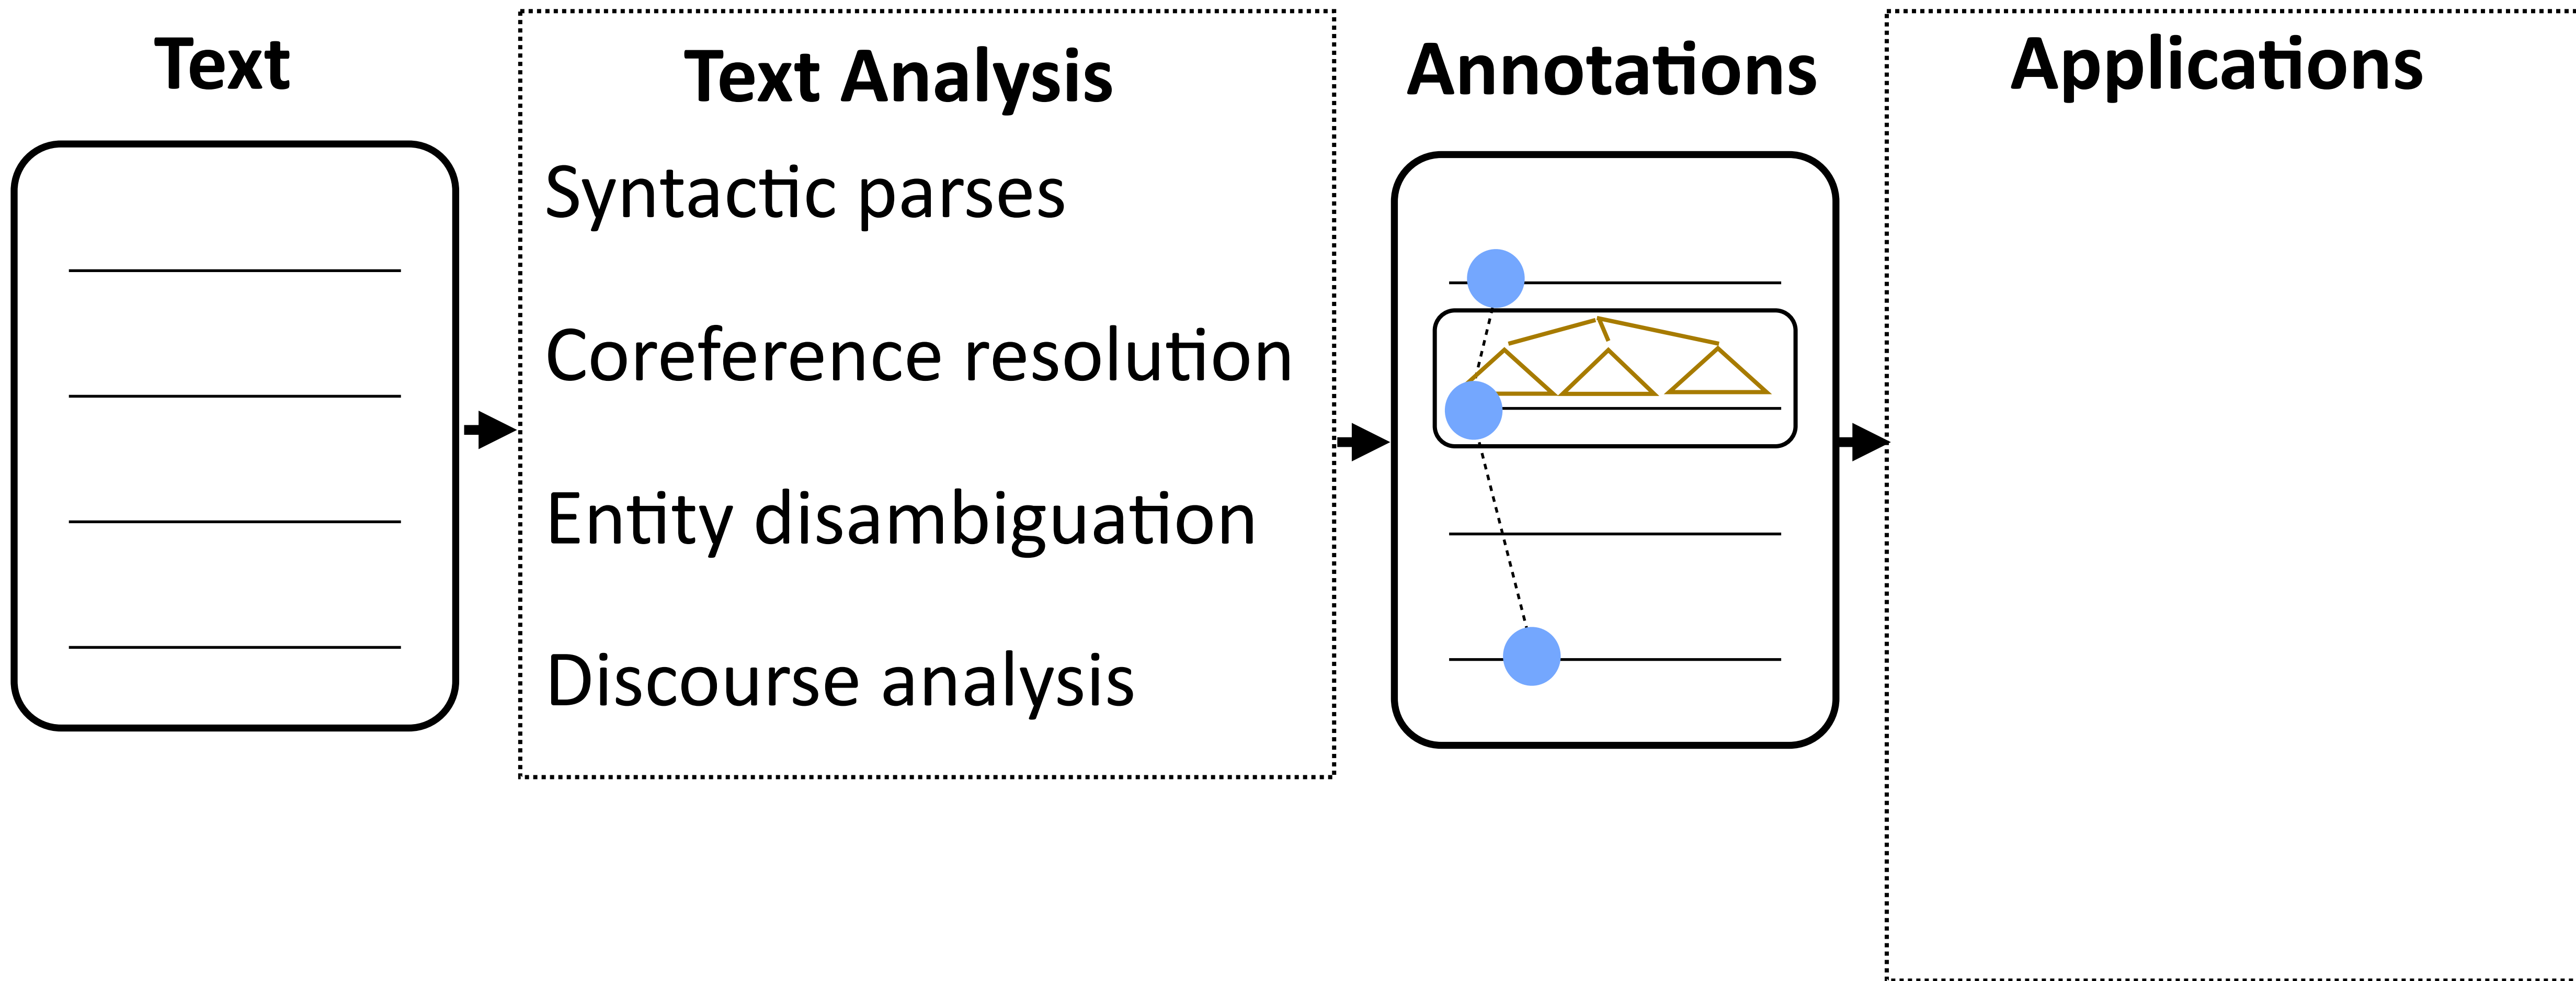 Text
Text Analysis
Syntactic parses
Coreference resolution
Entity disambiguation
Discourse analysis
Annotations
Applications